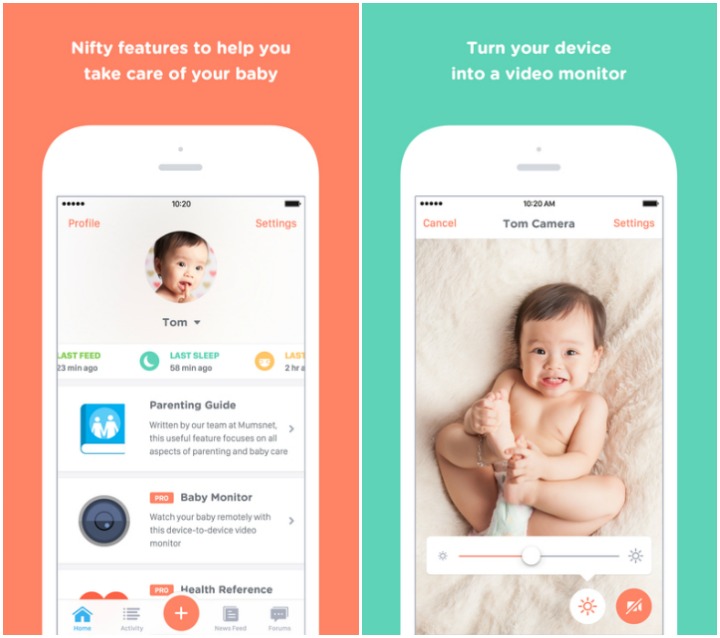 Nifty features to help you
take care of your baby
10:20
Profile
Settings
Tom
LAST FEED
23 min ago
LAST SLEEP
58 min ago
LAST
2 hr a
Parenting Guide
Written by our team at Mumsnet,
this useful feature focuses on all
aspects of parenting and baby care
PRO Baby Monitor
Watch your baby remotely with
this device-to-device video
monitor
PRO Health Reference
Home
Activity
News Feed
Forums
Turn your device
into a video monitor
10:20 AM
Cancel
Tom Camera
Settings